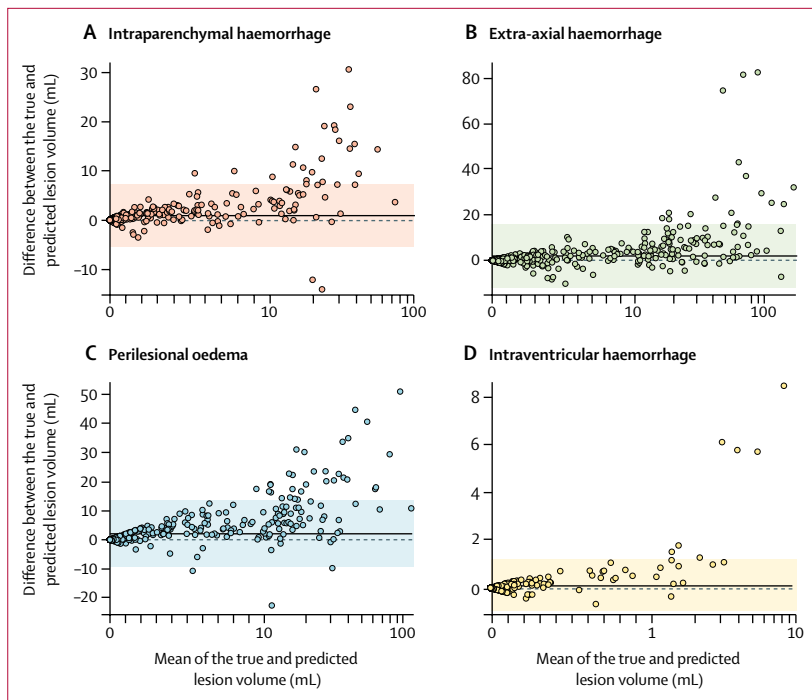 A Intraparenchymal haemorrhage
Difference between the true and
predicted lesion volume (mL)
30
20
10
0
–10
0
10
100
B Extra-axial haemorrhage
80
60
40
20
0
0
10
100
C Perilesional oedema
Difference between the true and
predicted lesion volume (mL)
50
40
30
20
10
0
–10
–20
0
10
100
Mean of the true and predicted
lesion volume (mL)
D Intraventricular haemorrhage
8
6
4
2
0
0
1
10
Mean of the true and predicted
lesion volume (mL)